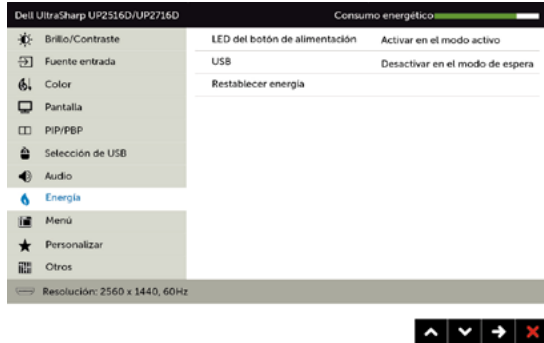 Dell UltraSharp UP2516D/UP2716D Consumo energético
Brillo/Contraste LED del botón de alimentación Activar en el modo activo
Fuente entrada USB Desactivar en el modo de espera
Color Restablecer energía
Pantalla
PIP/PBP
Selección de USB
Audio
Energía
Menú
Personalizar
Otros
Resolución: 2560 x 1440, 60Hz